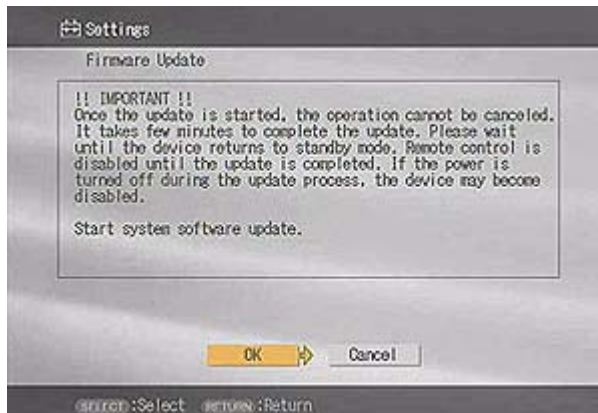 Settings
Firmware Update
!! IMPORTANT !!
Once the update is started, the operation cannot be canceled.
It takes few minutes to complete the update. Please wait
until the device returns to standby mode. Remote control is
disabled until the update is completed. If the power is
turned off during the update process, the device may become
disabled.
Start system software update.
OK Cancel
SELECT :Select RETURN :Return